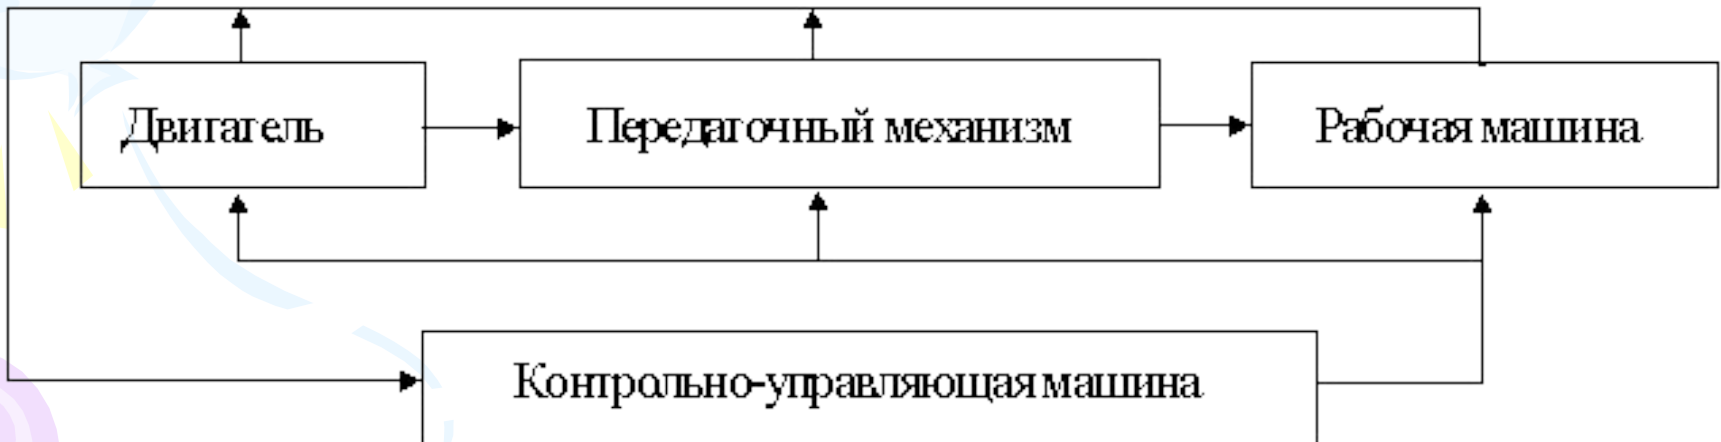 Двигатель
Передаточный механизм
Рабочая машина
Контрольно-управляющая машина